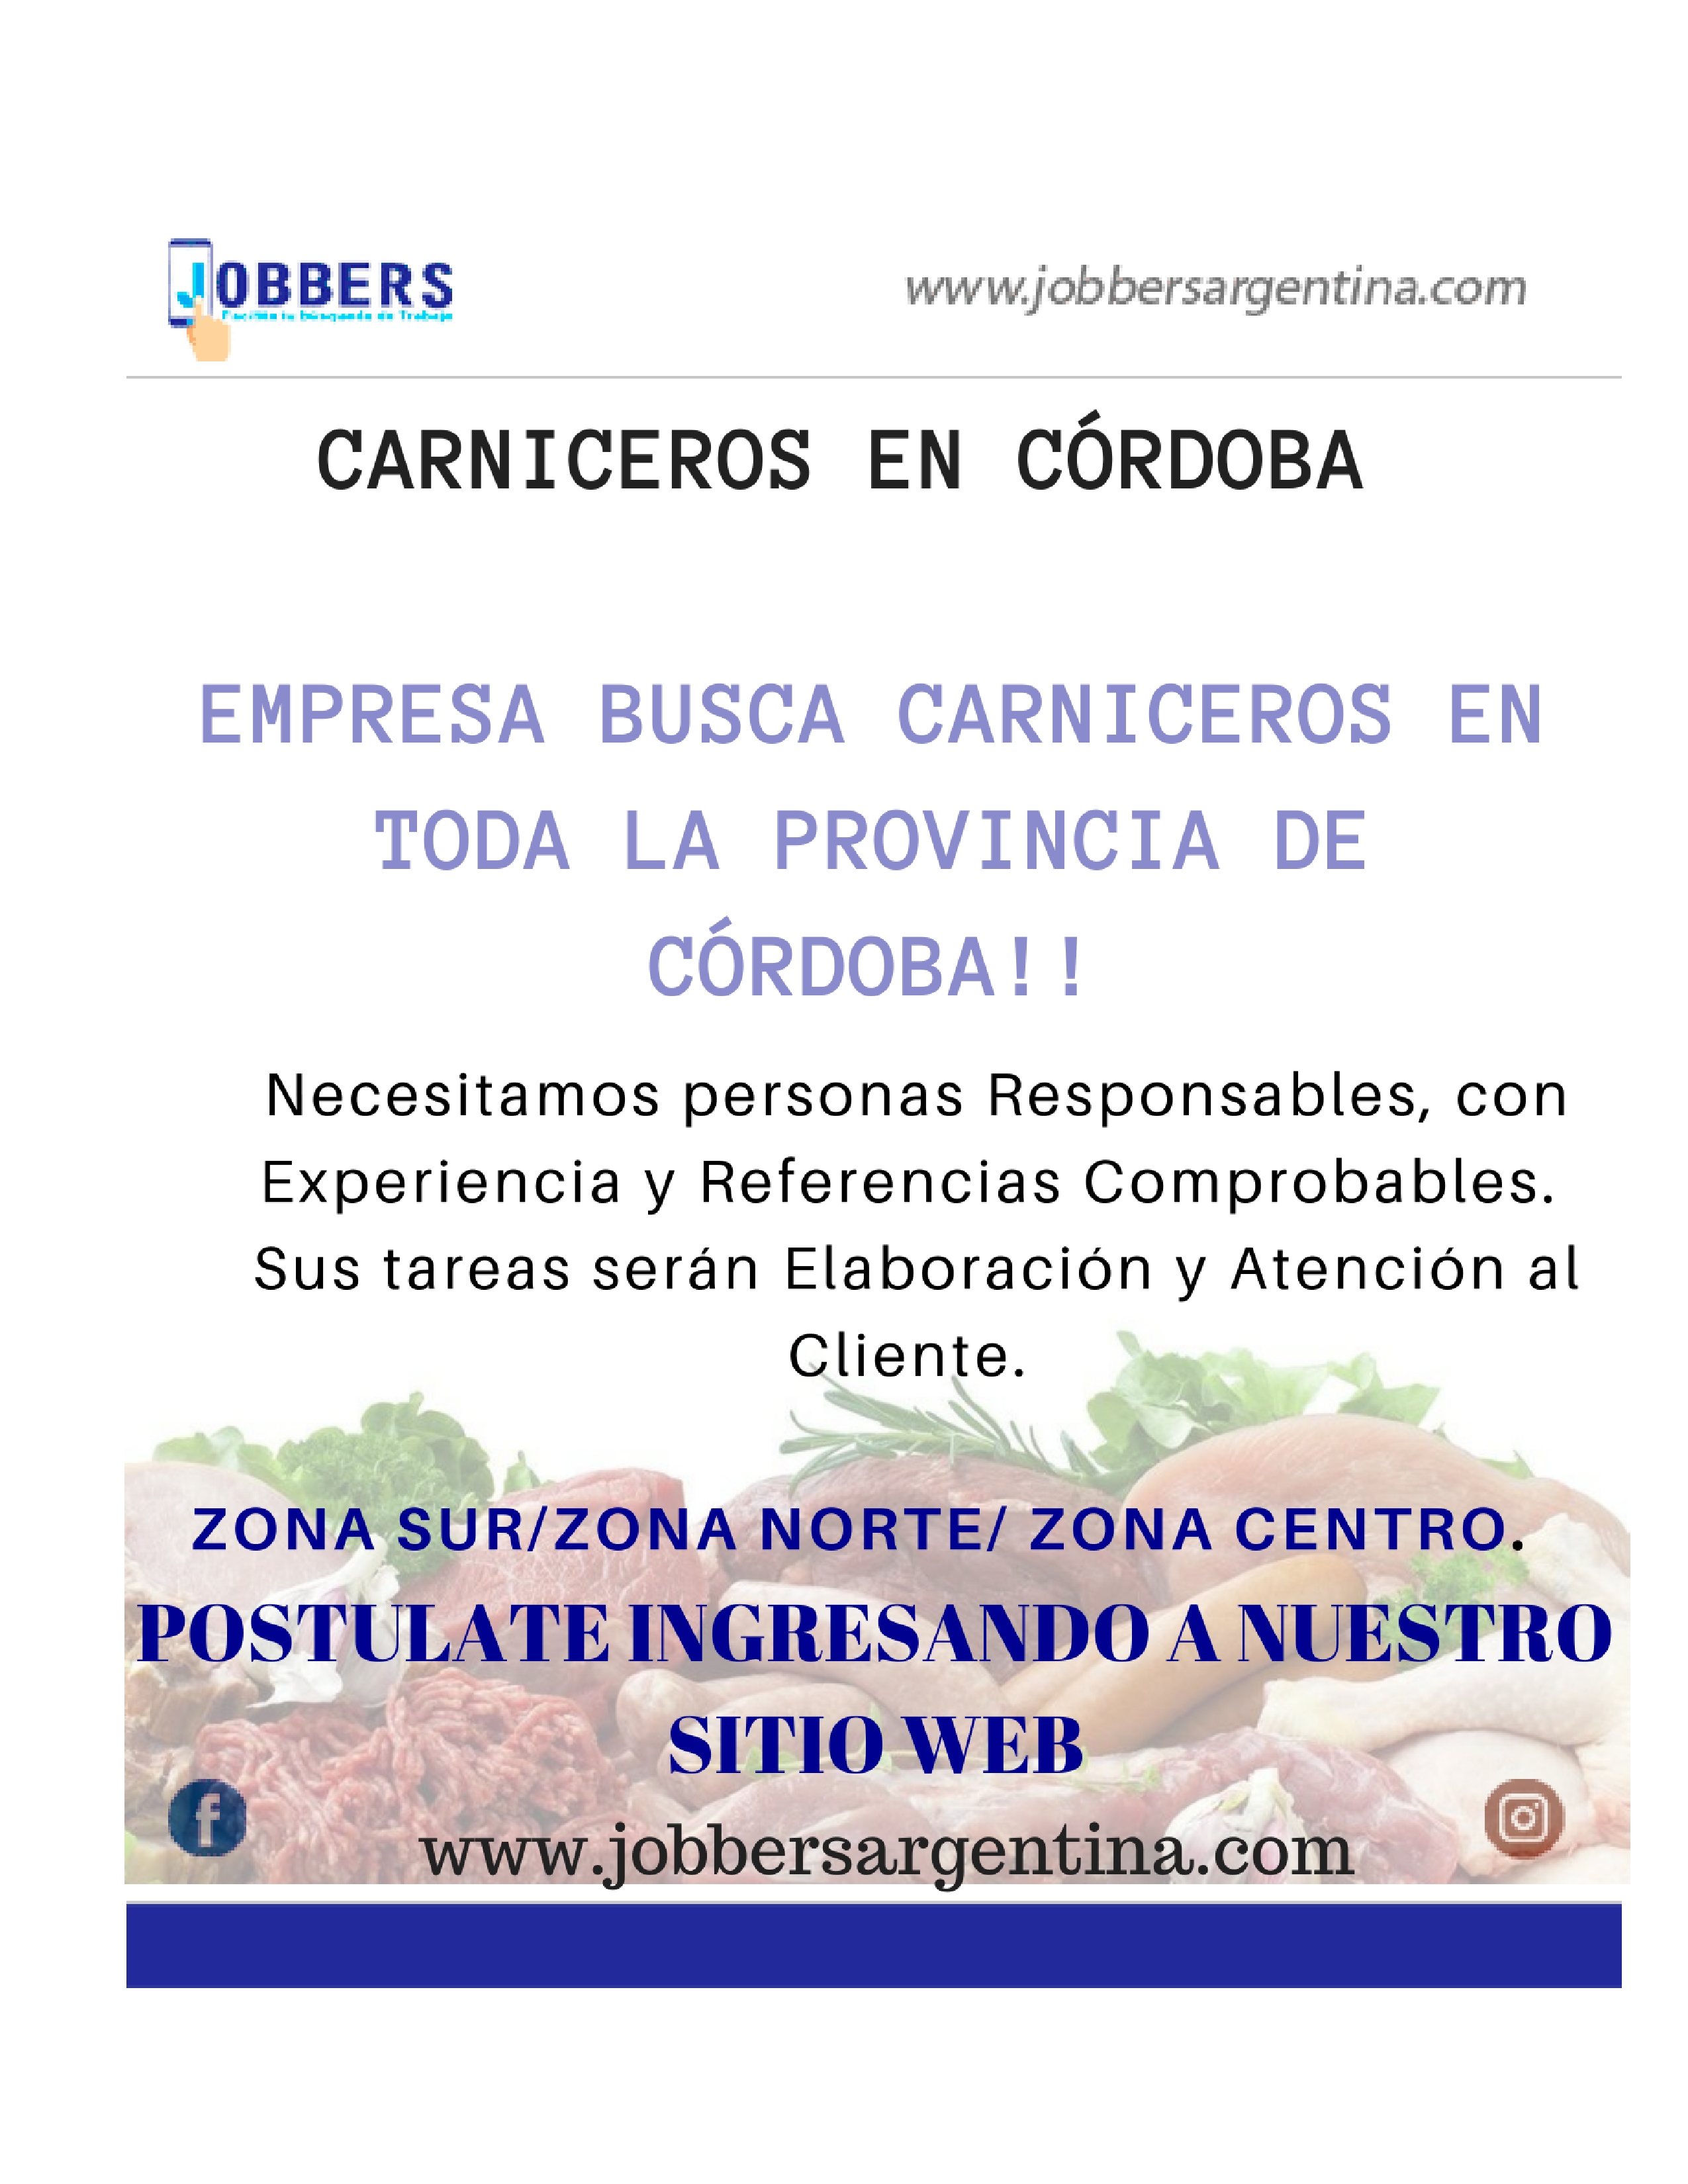 JOBBERS
www.jobbersargentina.com
CARNICEROS EN CÓRDOBA
EMPRESA BUSCA CARNICEROS EN
TODA LA PROVINCIA DE
CÓRDOBA!!
Necesitamos personas Responsables, con
Experiencia y Referencias Comprobables.
Sus tareas serán Elaboración y Atención al
Cliente.
ZONA SUR/ZONA NORTE/ ZONA CENTRO.
POSTULATE INGRESANDO A NUESTRO
SITIO WEB
www.jobbersargentina.com